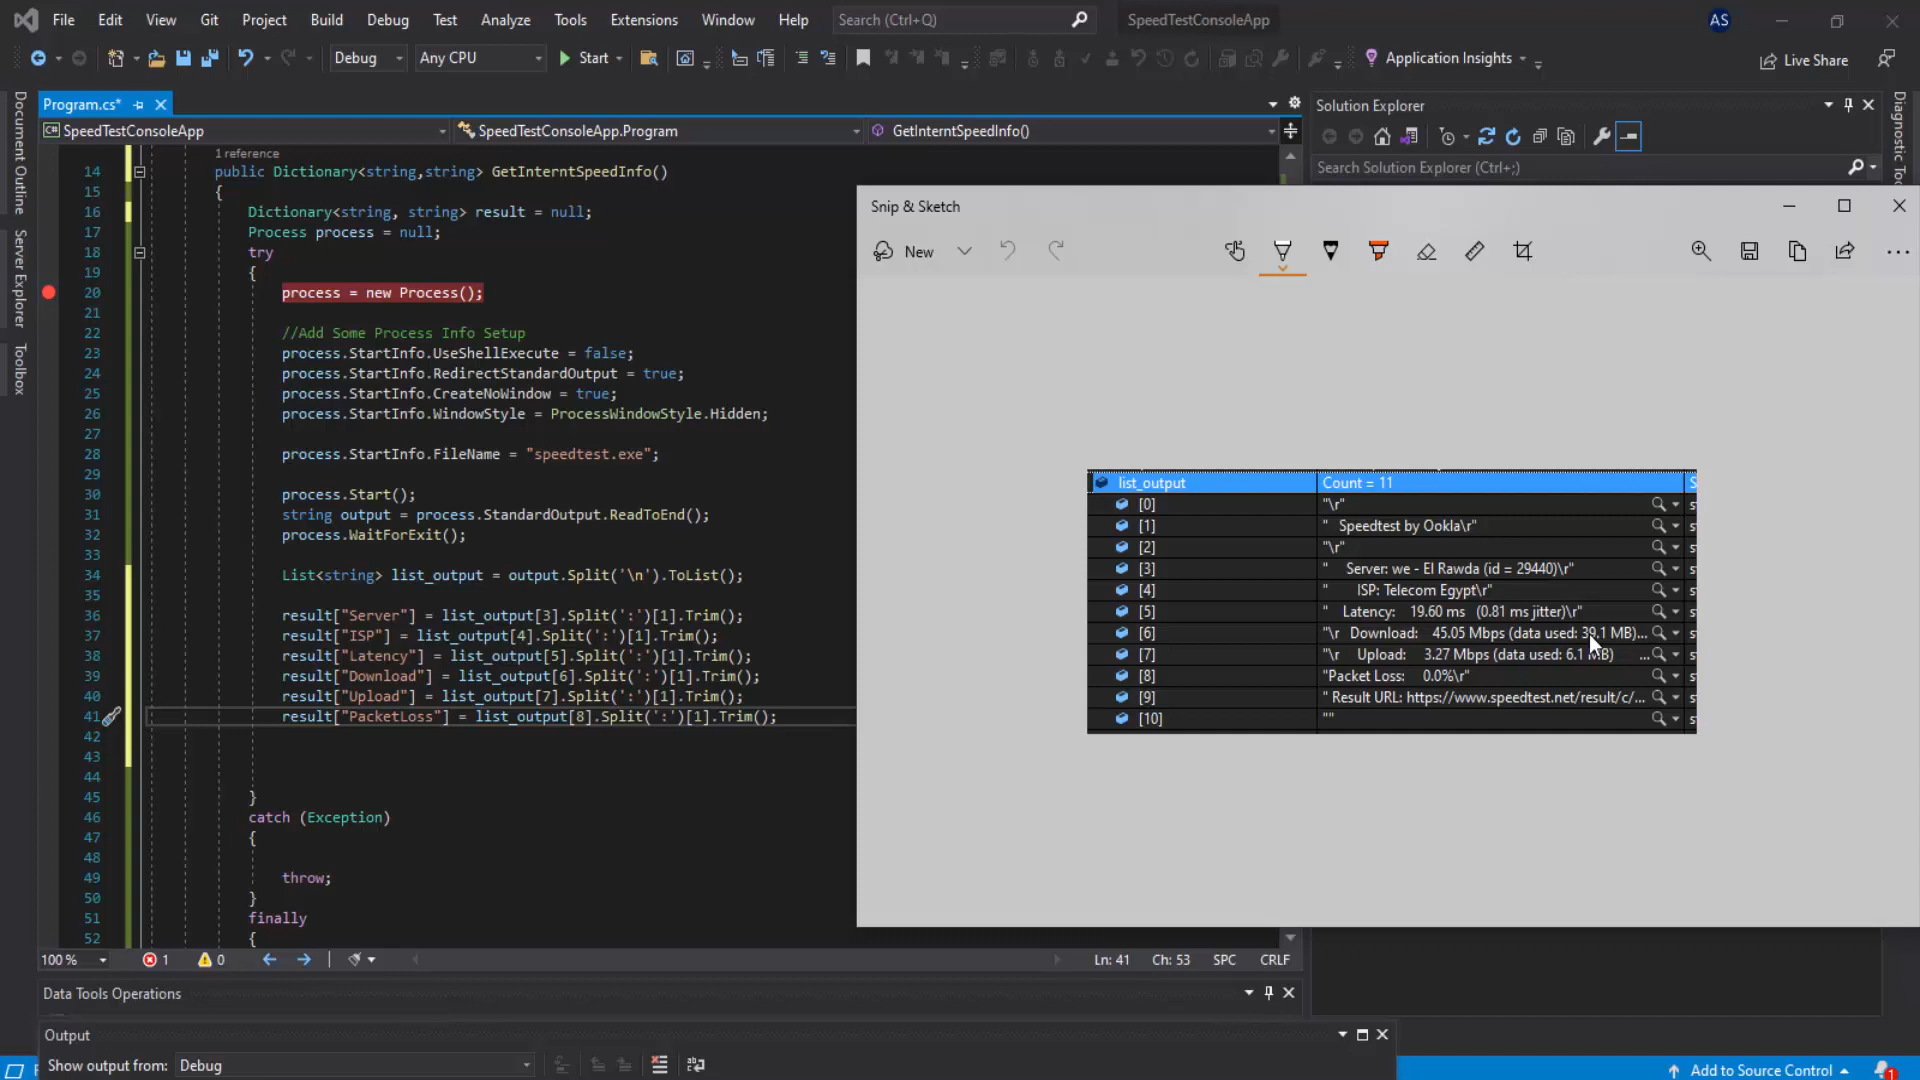 File Edit View Git Project Build Debug Test Analyze Tools Extensions Window Help Search (Ctrl+Q) SpeedTestConsoleApp AS
Debug Any CPU Start Application Insights Live Share
Program.cs*
SpeedTestConsoleApp SpeedTestConsoleApp.Program GetInterntSpeedInfo()
Document Outline
Server Explorer
Toolbox
1 reference
14 public Dictionary<string,string> GetInterntSpeedInfo()
15 {
16 Dictionary<string, string> result = null;
17 Process process = null;
18 try
19 {
20 process = new Process();
21
22 //Add Some Process Info Setup
23 process.StartInfo.UseShellExecute = false;
24 process.StartInfo.RedirectStandardOutput = true;
25 process.StartInfo.CreateNoWindow = true;
26 process.StartInfo.WindowStyle = ProcessWindowStyle.Hidden;
27
28 process.StartInfo.FileName = "speedtest.exe";
29
30 process.Start();
31 string output = process.StandardOutput.ReadToEnd();
32 process.WaitForExit();
33
34 List<string> list_output = output.Split('\n').ToList();
35
36 result["Server"] = list_output[3].Split(':')[1].Trim();
37 result["ISP"] = list_output[4].Split(':')[1].Trim();
38 result["Latency"] = list_output[5].Split(':')[1].Trim();
39 result["Download"] = list_output[6].Split(':')[1].Trim();
40 result["Upload"] = list_output[7].Split(':')[1].Trim();
41 result["PacketLoss"] = list_output[8].Split(':')[1].Trim();
42
43
44
45 }
46 catch (Exception)
47 {
48
49 throw;
50 }
51 finally
52 {
100 % 1 0 Ln: 41 Ch: 53 SPC CRLF
Data Tools Operations
Output
Show output from: Debug
Solution Explorer
Search Solution Explorer (Ctrl+;)
Snip & Sketch
New
list_output Count = 11 S
[0] "\r"
[1] " Speedtest by Ookla\r"
[2] "\r"
[3] " Server: we - El Rawda (id = 29440)\r"
[4] " ISP: Telecom Egypt\r"
[5] " Latency: 19.60 ms (0.81 ms jitter)\r"
[6] "\r Download: 45.05 Mbps (data used: 39.1 MB)...
[7] "\r Upload: 3.27 Mbps (data used: 6.1 MB) ...
[8] "Packet Loss: 0.0%\r"
[9] " Result URL: https://www.speedtest.net/result/c/...
[10] ""
Add to Source Control 1